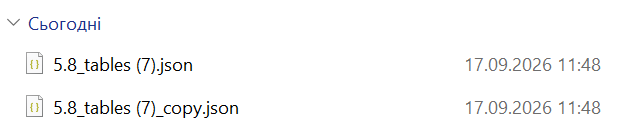 Сьогодні
5.8_tables (7).json 17.09.2026 11:48
5.8_tables (7)_copy.json 17.09.2026 11:48